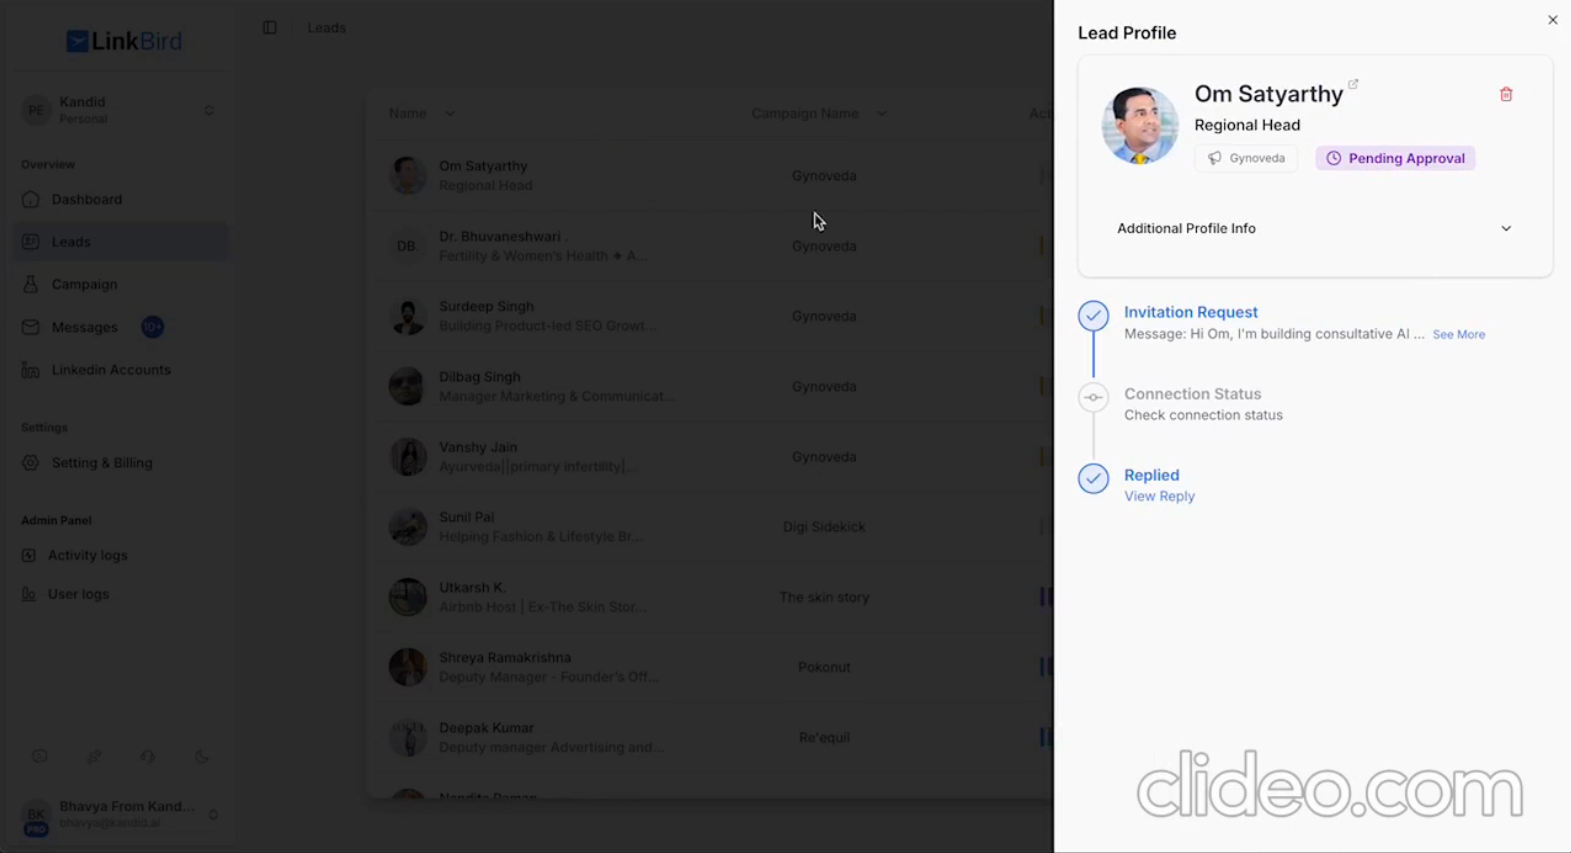 LinkBird
PE
Kandid
Personal
Overview
Dashboard
Leads
Campaign
Messages 10+
Linkedin Accounts
Settings
Setting & Billing
Admin Panel
Activity logs
User logs
BK
PRO
Bhavya From Kand...
bhavya@kandid.ai
Leads
Name
Campaign Name
Om Satyarthy
Regional Head
Gynoveda
DB.
Dr. Bhuvaneshwari .
Fertility & Women's Health ✦ A...
Gynoveda
Surdeep Singh
Building Product-led SEO Growt...
Gynoveda
Dilbag Singh
Manager Marketing & Communicat...
Gynoveda
Vanshy Jain
Ayurveda||primary infertility|...
Gynoveda
Sunil Pal
Helping Fashion & Lifestyle Br...
Digi Sidekick
Utkarsh K.
Airbnb Host | Ex-The Skin Stor...
The skin story
Shreya Ramakrishna
Deputy Manager - Founder's Off...
Pokonut
Deepak Kumar
Deputy manager Advertising and...
Re'equil
Lead Profile
Om Satyarthy
Regional Head
Gynoveda
Pending Approval
Additional Profile Info
Invitation Request
Message: Hi Om, I'm building consultative AI ... See More
Connection Status
Check connection status
Replied
View Reply
clideo.com